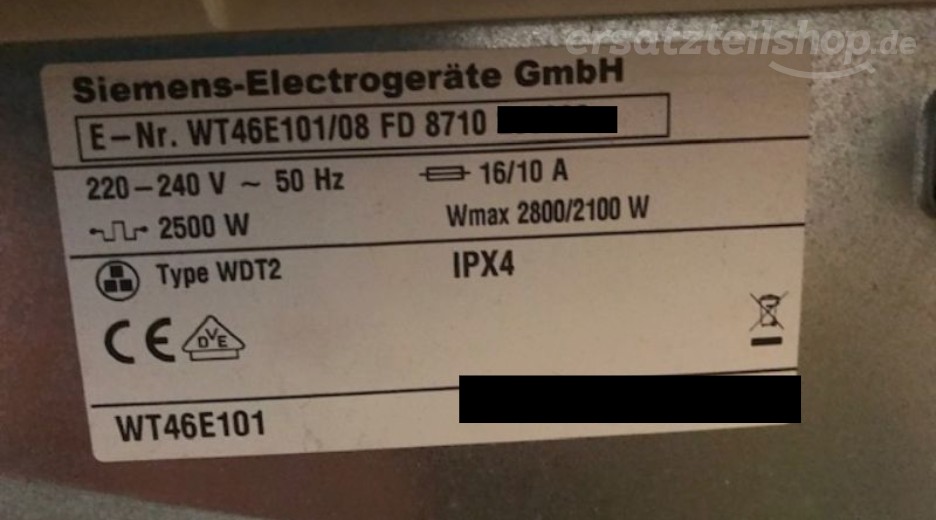 ersatzteilshop.de
Siemens-Electrogeräte GmbH
E-Nr. WT46E101/08 FD 8710
220-240 V ~ 50 Hz 16/10 A
2500 W Wmax 2800/2100 W
Type WDT2 IPX4
CE DVE
WT46E101